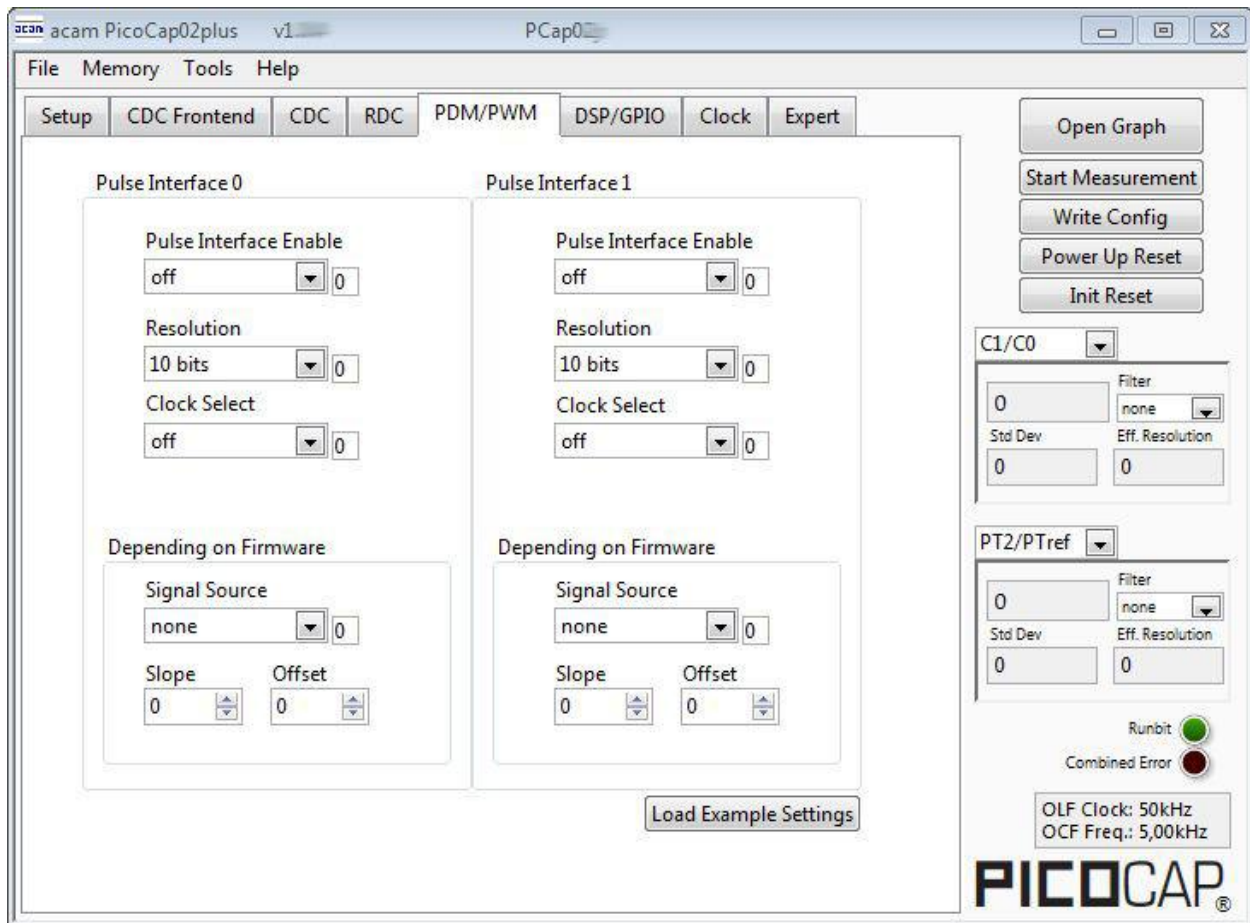 acam acam PicoCap02plus v1. PCap02
File Memory Tools Help
Setup CDC Frontend CDC RDC PDM/PWM DSP/GPIO Clock Expert
Pulse Interface 0
Pulse Interface Enable
off 0
Resolution
10 bits 0
Clock Select
off 0
Depending on Firmware
Signal Source
none 0
Slope Offset
0 0
Pulse Interface 1
Pulse Interface Enable
off 0
Resolution
10 bits 0
Clock Select
off 0
Depending on Firmware
Signal Source
none 0
Slope Offset
0 0
Load Example Settings
Open Graph
Start Measurement
Write Config
Power Up Reset
Init Reset
C1/C0
Filter
0 none
Std Dev Eff. Resolution
0 0
PT2/PTref
Filter
0 none
Std Dev Eff. Resolution
0 0
Runbit
Combined Error
OLF Clock: 50kHz
OCF Freq.: 5,00kHz
PICOCAP®